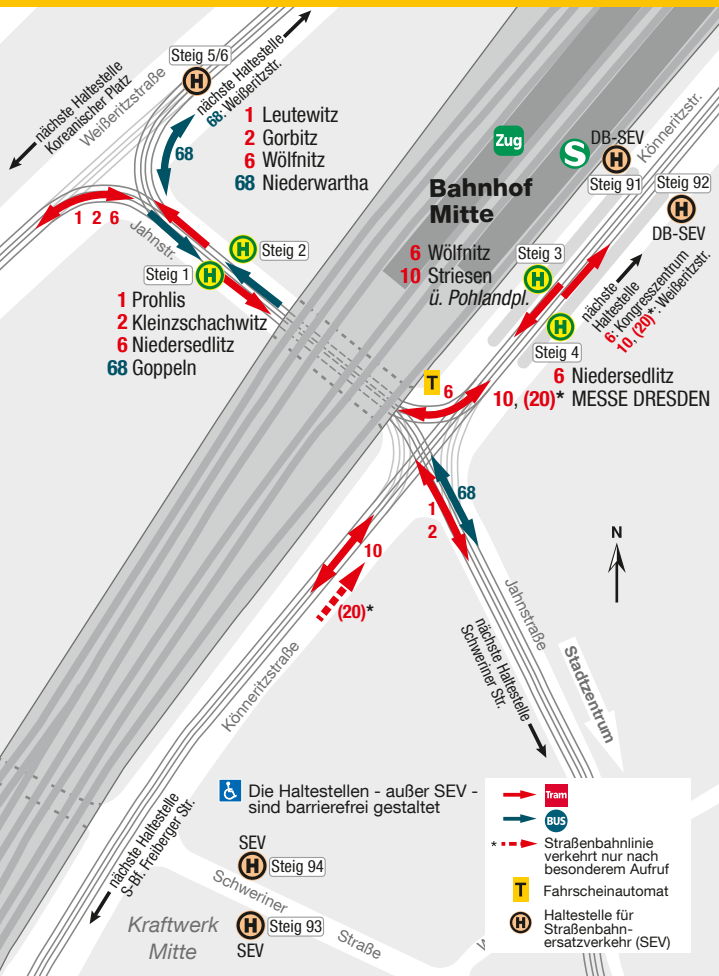 Steig 5/6
H
nächste Haltestelle
Koreanischer Platz
Weißeritzstraße
nächste Haltestelle
68: Weißeritzstr.
68
1 Leutewitz
2 Gorbitz
6 Wölfnitz
68 Niederwartha
1 2 6
Jahnstr.
H
Steig 2
Steig 1
H
1 Prohlis
2 Kleinzschachwitz
6 Niedersedlitz
68 Goppeln
Zug
S
DB-SEV
H
Steig 91
Könneritzstr.
Steig 92
H
DB-SEV
Bahnhof
Mitte
6 Wölfnitz
10 Striesen
ü. Pohlandpl.
Steig 3
H
H
Steig 4
nächste
Haltestelle
6: Kongresszentrum
10, (20)*: Weißeritzstr.
6 Niedersedlitz
10, (20)* MESSE DRESDEN
T
6
68
1
2
10
(20)*
N
Könneritzstraße
Jahnstraße
nächste Haltestelle
Schweriner Str.
Stadtzentrum
nächste Haltestelle
S-Bf. Freiberger Str.
Die Haltestellen - außer SEV -
sind barrierefrei gestaltet
SEV
H
Steig 94
Schweriner
Straße
Kraftwerk
Mitte
H
Steig 93
SEV
W
Tram
BUS
* Straßenbahnlinie
verkehrt nur nach
besonderem Aufruf
T
Fahrscheinautomat
H
Haltestelle für
Straßenbahn-
ersatzverkehr (SEV)